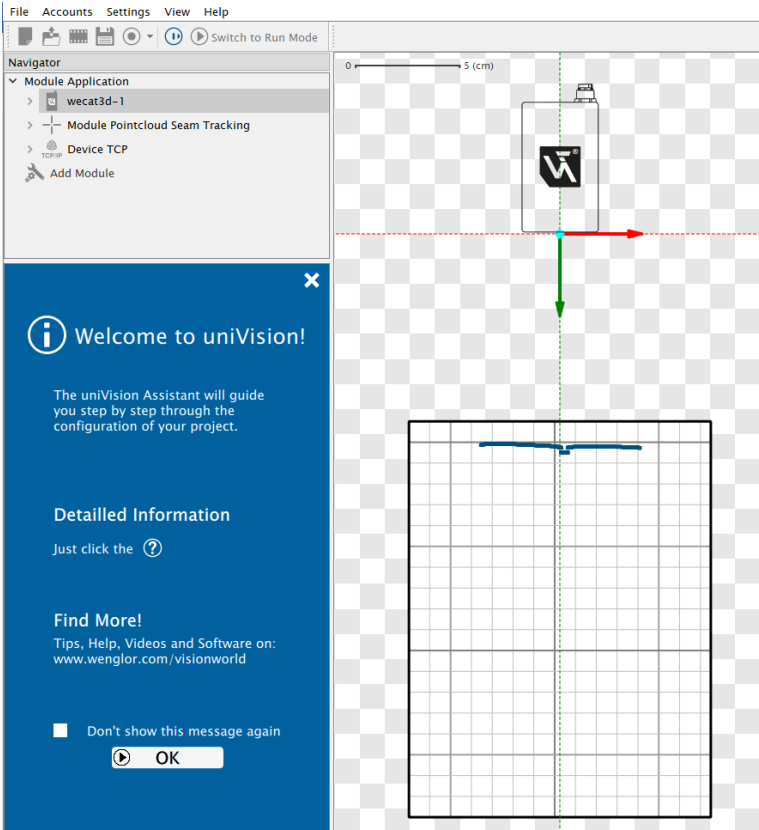 File Accounts Settings View Help
Switch to Run Mode
Navigator
Module Application
wecat3d-1
Module Pointcloud Seam Tracking
TCP/IP Device TCP
Add Module
Welcome to uniVision!
The uniVision Assistant will guide
you step by step through the
configuration of your project.
Detailled Information
Just click the ?
Find More!
Tips, Help, Videos and Software on:
www.wenglor.com/visionworld
Don't show this message again
OK
0 5 (cm)